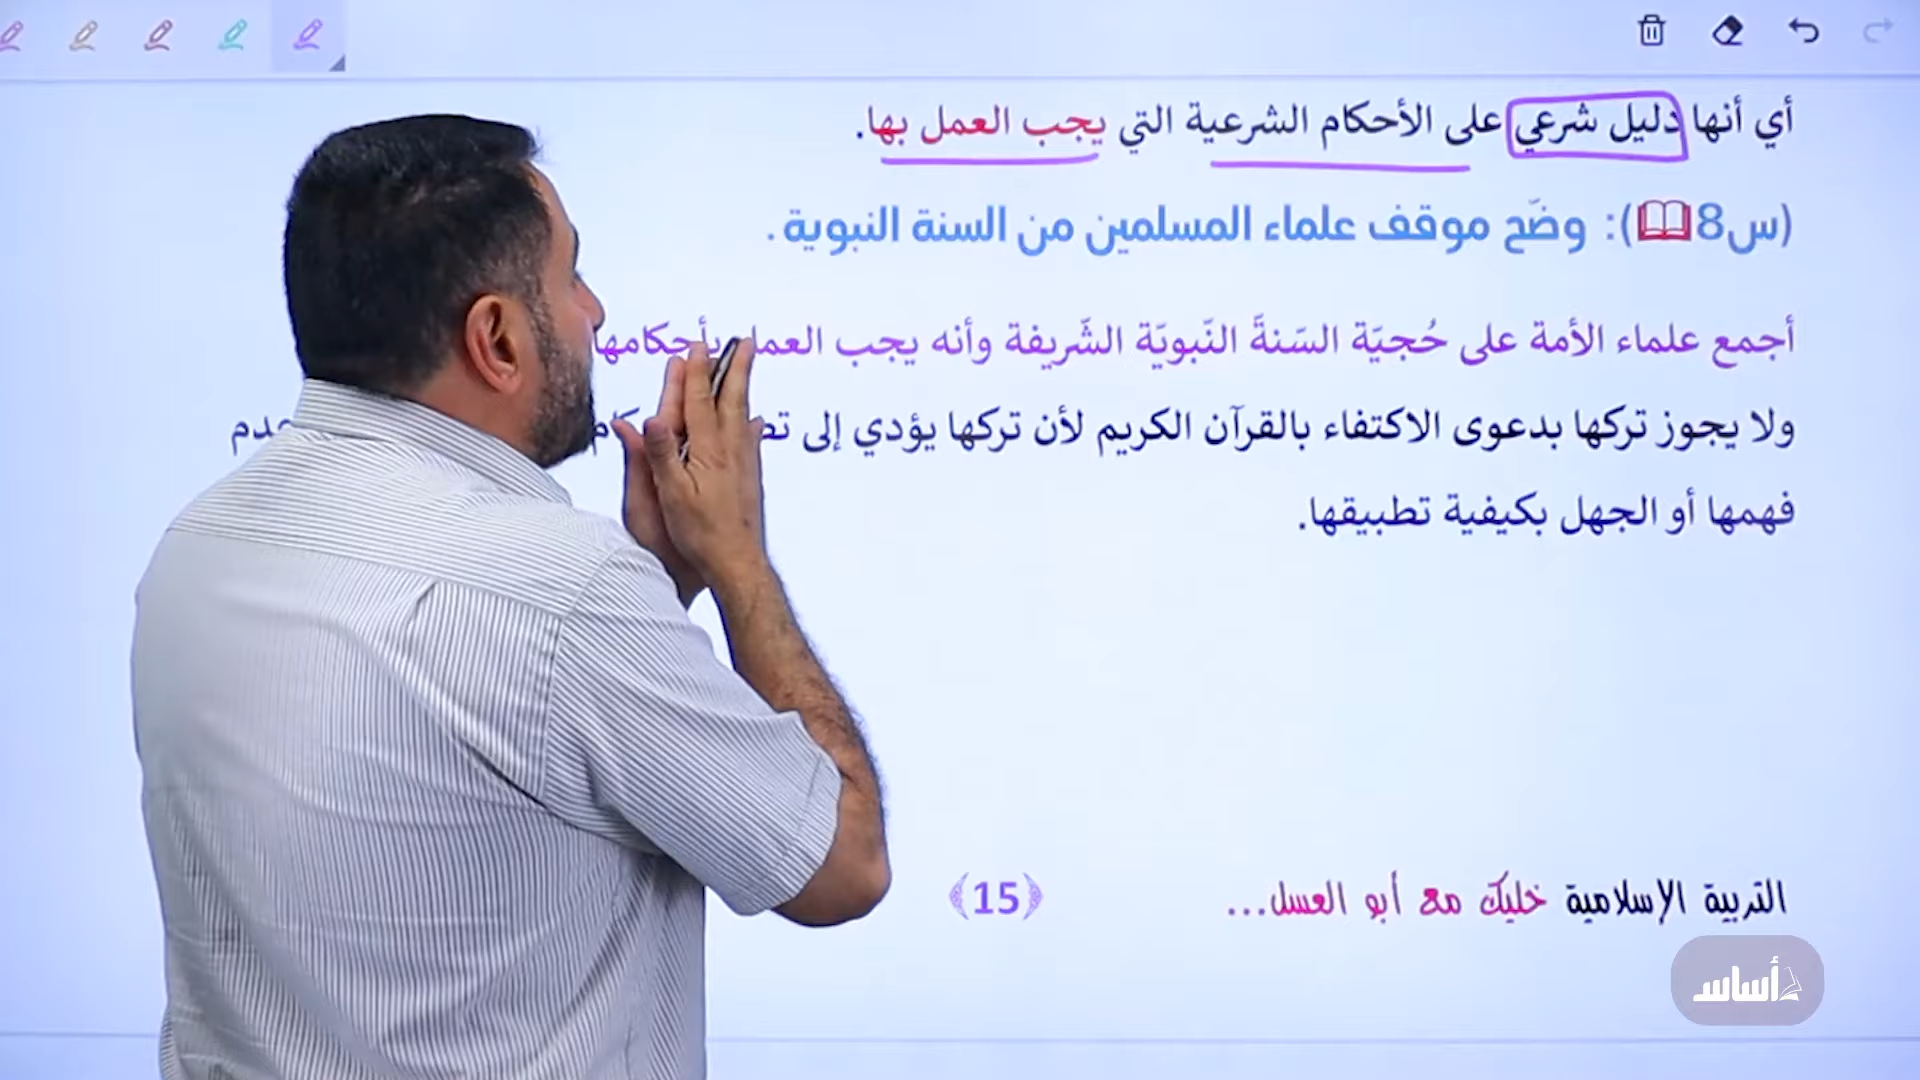 أي أنها دليل شرعي على الأحكام الشرعية التي يجب العمل بها.
(س8): وضّح موقف علماء المسلمين من السنة النبوية.
أجمع علماء الأمة على حُجيّة السَنةَ النّبويّة الشّريفة وأنه يجب العمل بأحكامها
ولا يجوز تركها بدعوى الاكتفاء بالقرآن الكريم لأن تركها يؤدي إلى
فهمها أو الجهل بكيفية تطبيقها.
التربية الإسلامية خليك مع أبو العسل...
(15)
أساس